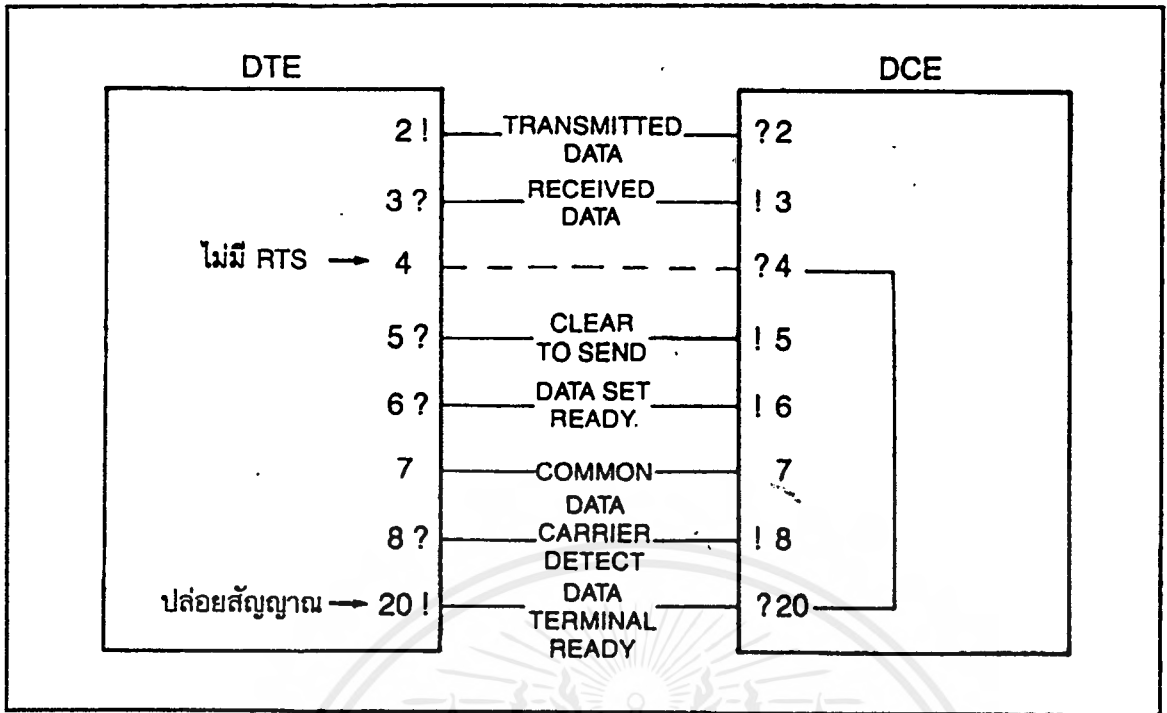 DTE DCE
2 ! TRANSMITTED DATA ? 2
3 ? RECEIVED DATA ! 3
ไม่มี RTS → 4 ? 4
5 ? CLEAR TO SEND ! 5
6 ? DATA SET READY. ! 6
7 COMMON 7
8 ? DATA CARRIER DETECT ! 8
ปล่อยสัญญาณ → 20 ! DATA TERMINAL READY ? 20